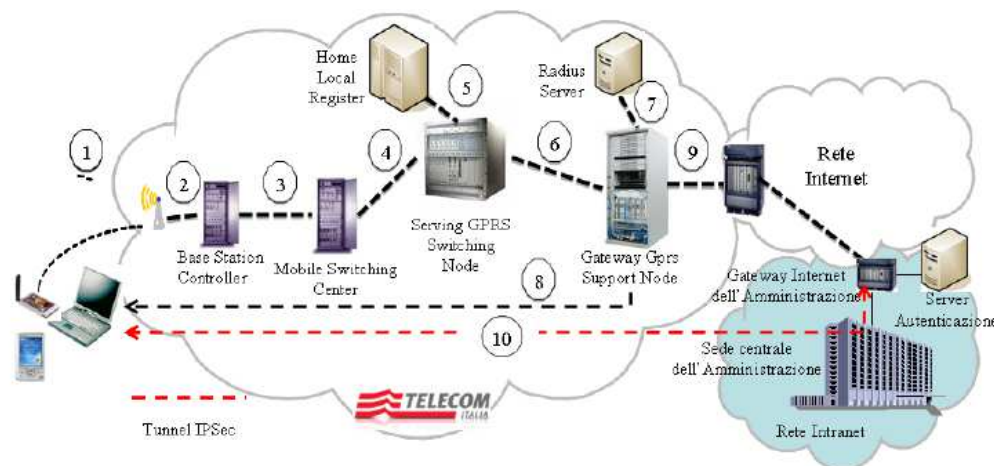 Home
Local
Register
5
Radius
Server
7
1
2
3
4
6
9
Rete
Internet
Base Station
Controller
Mobile Switching
Center
Serving GPRS
Switching
Node
Gateway Gprs
Support Node
8
10
Gateway Internet
dell' Amministrazione
Server
Autenticazione
Sede centrale
dell' Amministrazione
Rete Intranet
Tunnel IPSec
TELECOM
ITALIA